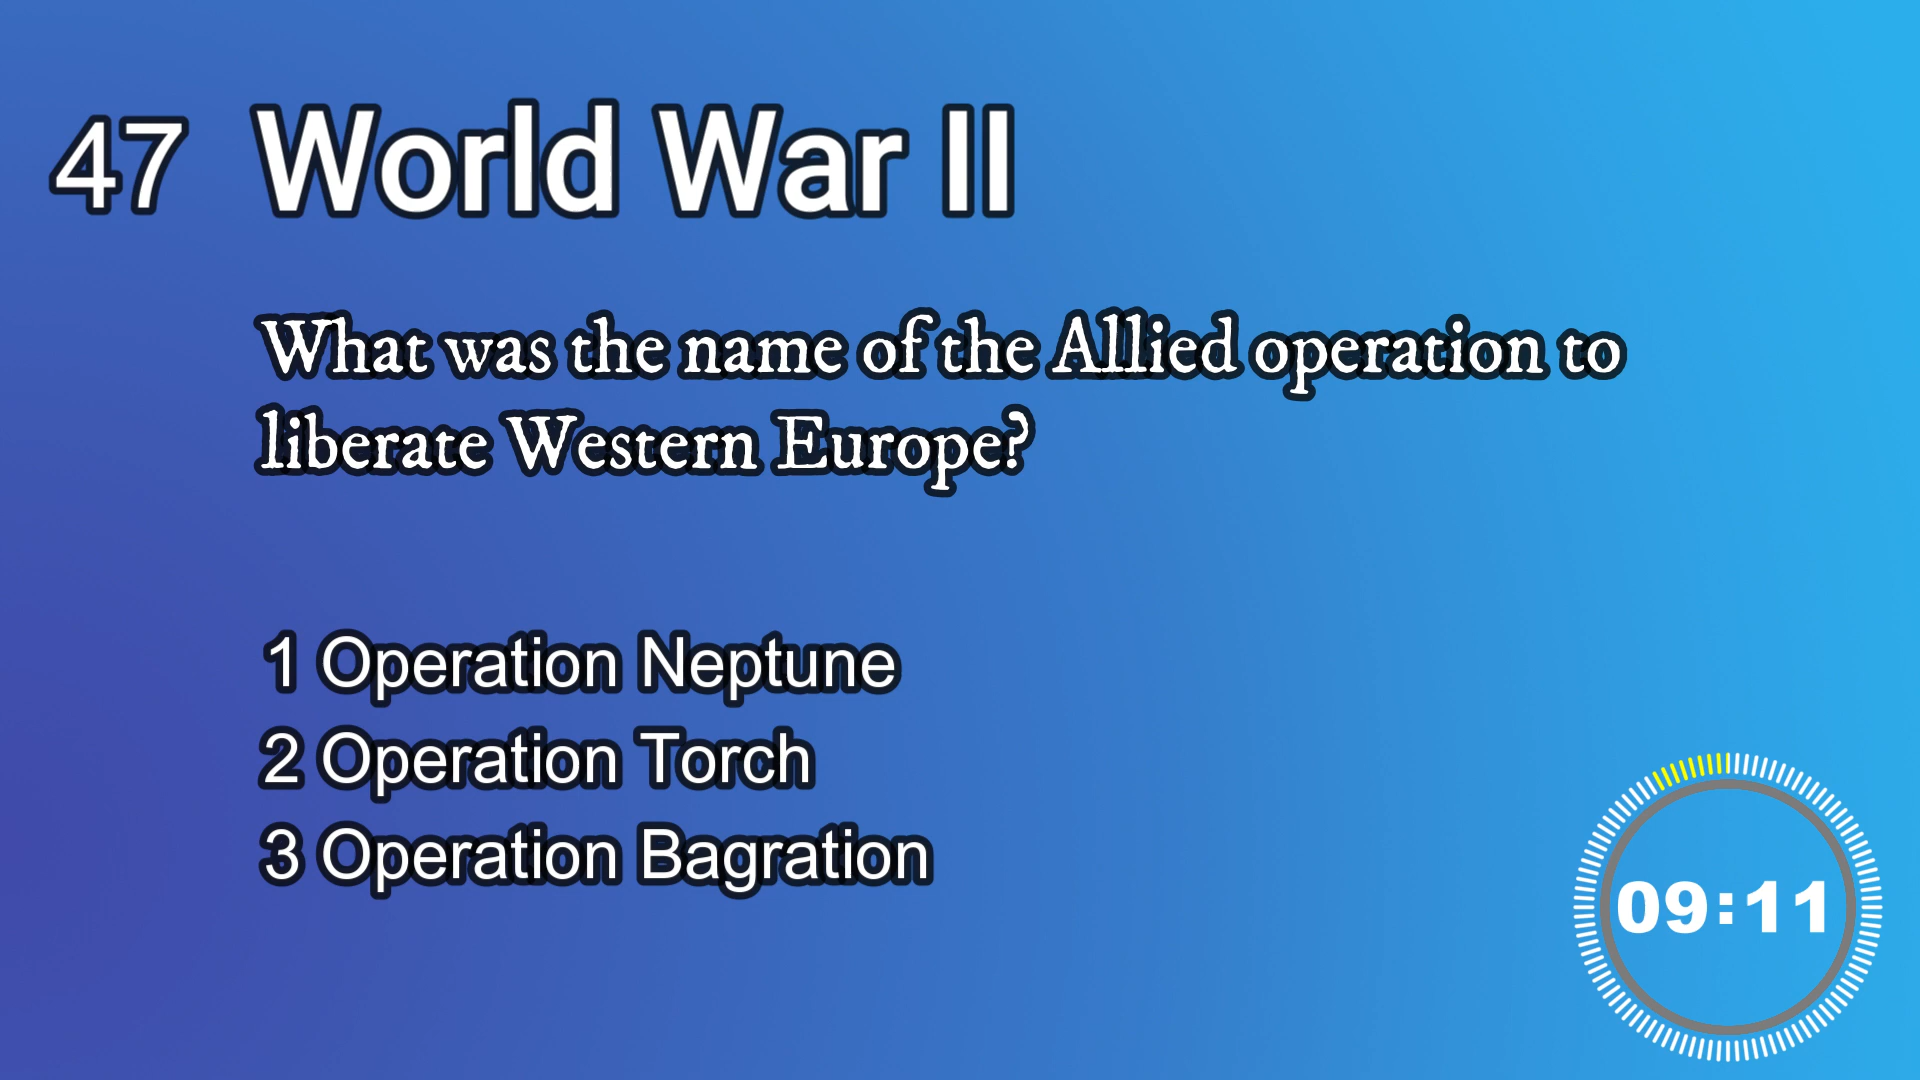 47 World War II
What was the name of the Allied operation to
liberate Western Europe?
1 Operation Neptune
2 Operation Torch
3 Operation Bagration
09:11